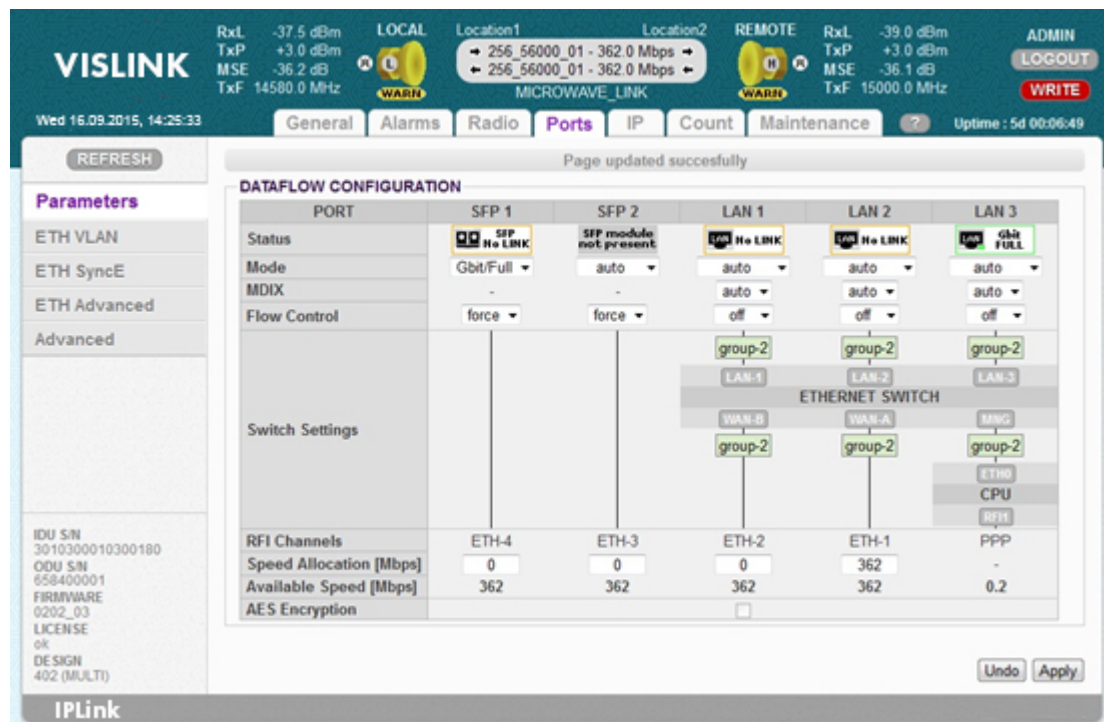 VISLINK
RxL -37.5 dBm
TxP +3.0 dBm
MSE -36.2 dB
TxF 14580.0 MHz
LOCAL
L
WARN
Location1 Location2
→ 256_56000_01 - 362.0 Mbps →
← 256_56000_01 - 362.0 Mbps ←
MICROWAVE_LINK
REMOTE
H
WARN
RxL -39.0 dBm
TxP +3.0 dBm
MSE -36.1 dB
TxF 15000.0 MHz
ADMIN
LOGOUT
WRITE
Wed 16.09.2015, 14:25:33
General Alarms Radio Ports IP Count Maintenance ?
Uptime : 5d 00:06:49
REFRESH
Page updated succesfully
Parameters
ETH VLAN
ETH SyncE
ETH Advanced
Advanced
DATAFLOW CONFIGURATION
PORT SFP 1 SFP 2 LAN 1 LAN 2 LAN 3
Status SFP No LINK SFP module not present LAN No LINK LAN No LINK LAN Gbit FULL
Mode Gbit/Full auto auto auto auto
MDIX - - auto auto auto
Flow Control force force off off off
Switch Settings
group-2 group-2 group-2
LAN-1 LAN-2 LAN-3
ETHERNET SWITCH
WAN-B WAN-A MNG
group-2 group-2 group-2
ETH0
CPU
RFI1
RFI Channels ETH-4 ETH-3 ETH-2 ETH-1 PPP
Speed Allocation [Mbps] 0 0 0 362 -
Available Speed [Mbps] 362 362 362 362 0.2
AES Encryption
IDU S/N
3010300010300180
ODU S/N
658400001
FIRMWARE
0202_03
LICENSE
ok
DESIGN
402 (MULTI)
Undo Apply
IPLink